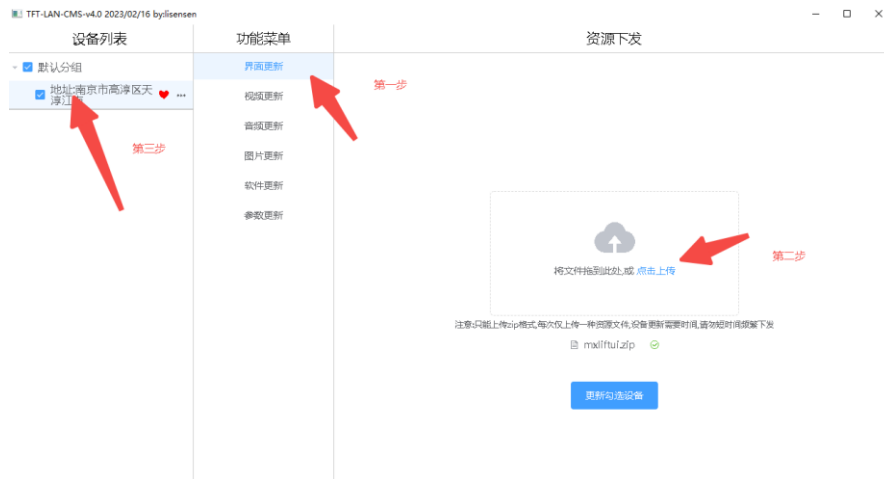 TFT-LAN-CMS-v4.0 2023/02/16 by:lisensen
设备列表
功能菜单
资源下发
默认分组
界面更新
第一步
地址:南京市高淳区天
淳江
视频更新
音频更新
第三步
图片更新
软件更新
参数更新
第二步
将文件拖到此处,或 点击上传
注意:只能上传zip格式,每次仅上传一种资源文件,设备更新需要时间,请勿短时间频繁下发
mxliftui.zip
更新勾选设备